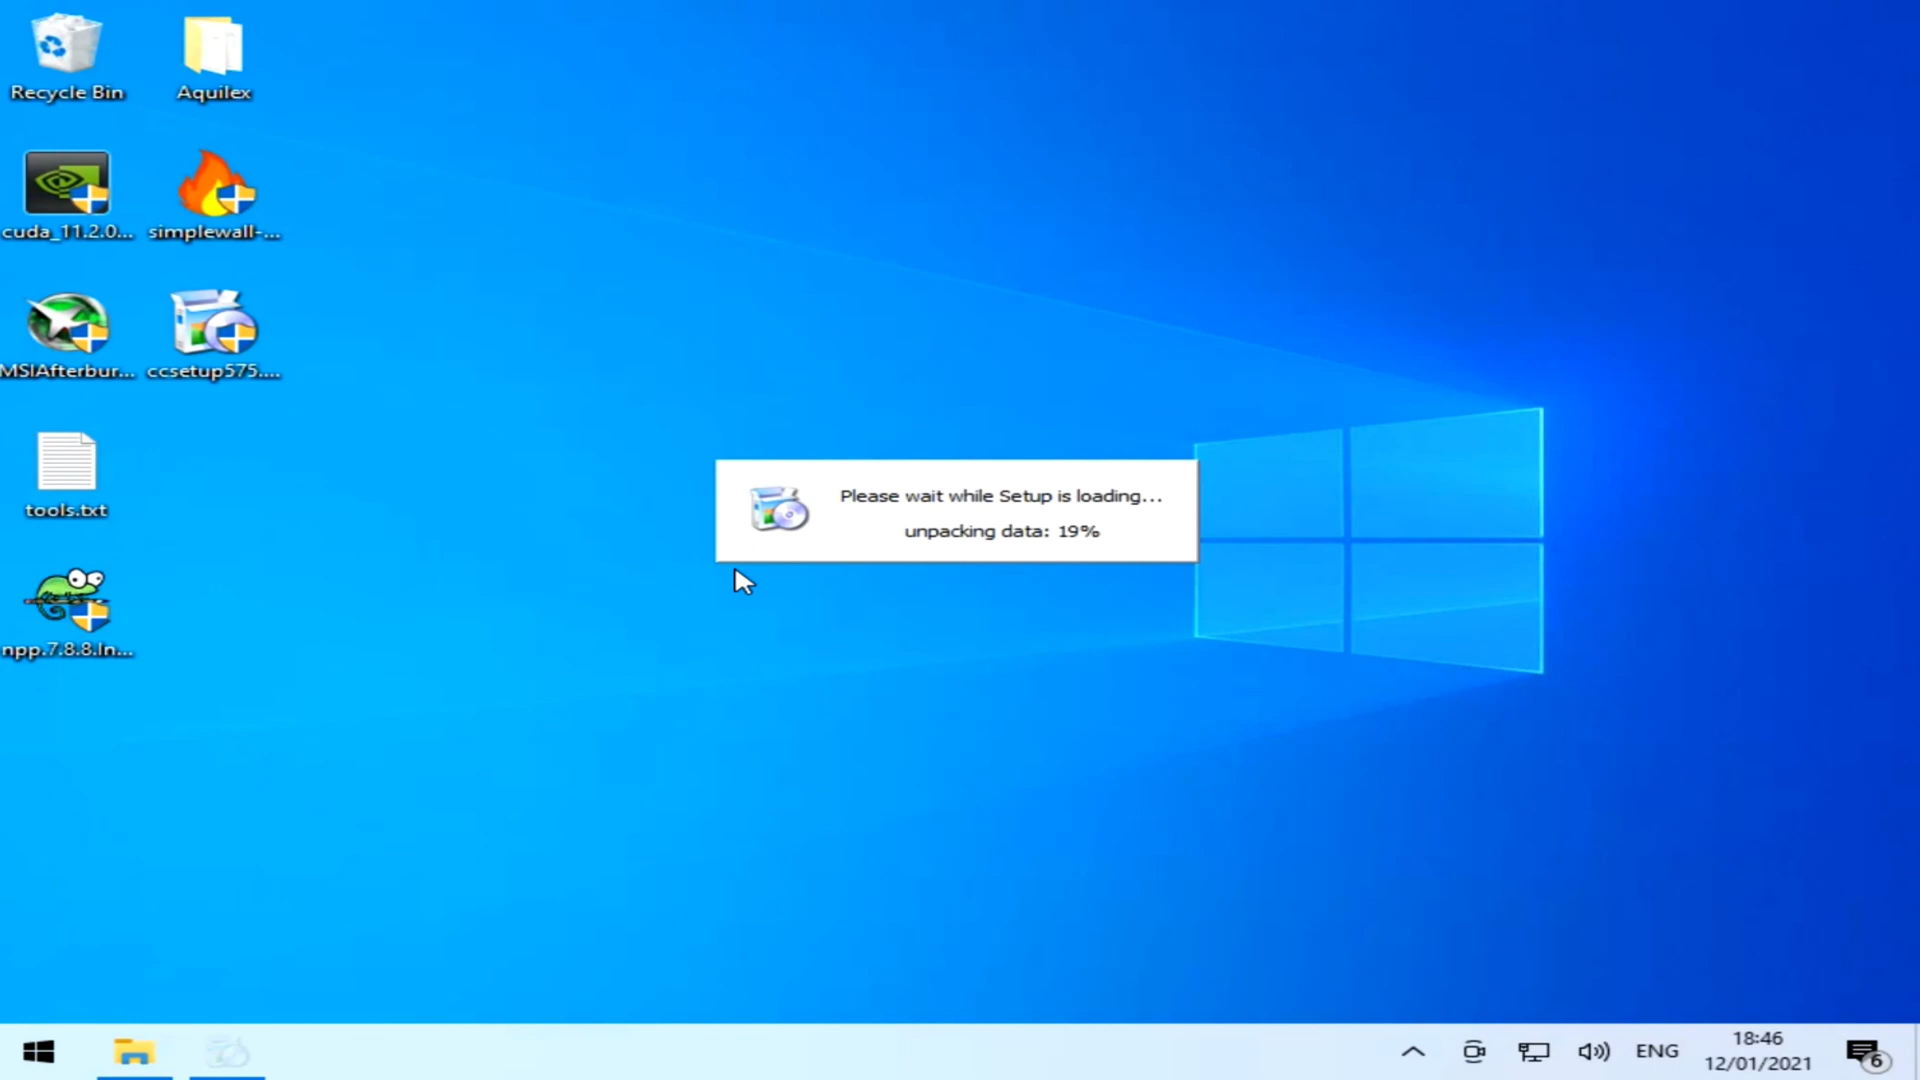 Recycle Bin
Aquilex
cuda_11.2.0...
simplewall-...
MSIAfterbur...
ccsetup575....
tools.txt
npp.7.8.8.In...
Please wait while Setup is loading...
unpacking data: 19%
ENG
18:46
12/01/2021
6